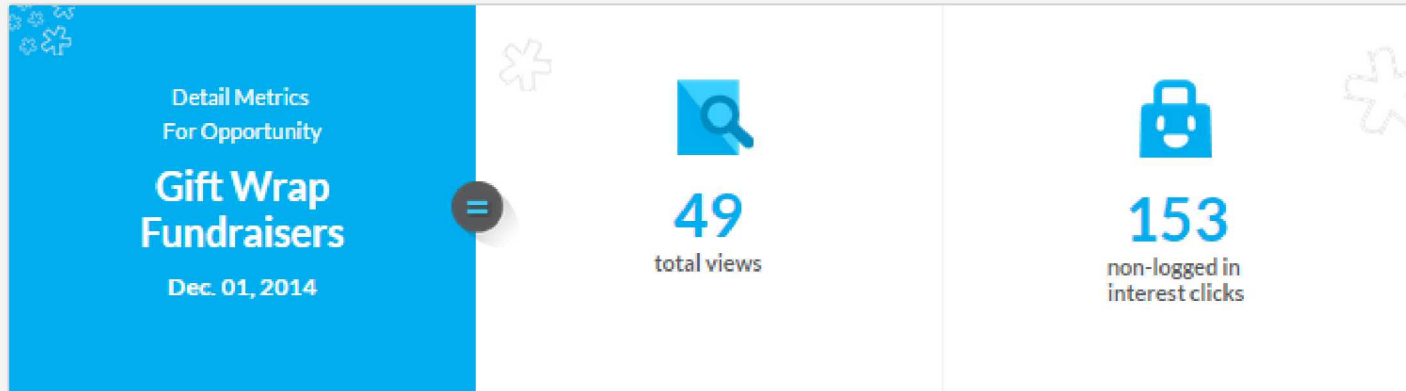 Detail Metrics
For Opportunity
Gift Wrap
Fundraisers
Dec. 01, 2014
=
49
total views
153
non-logged in
interest clicks